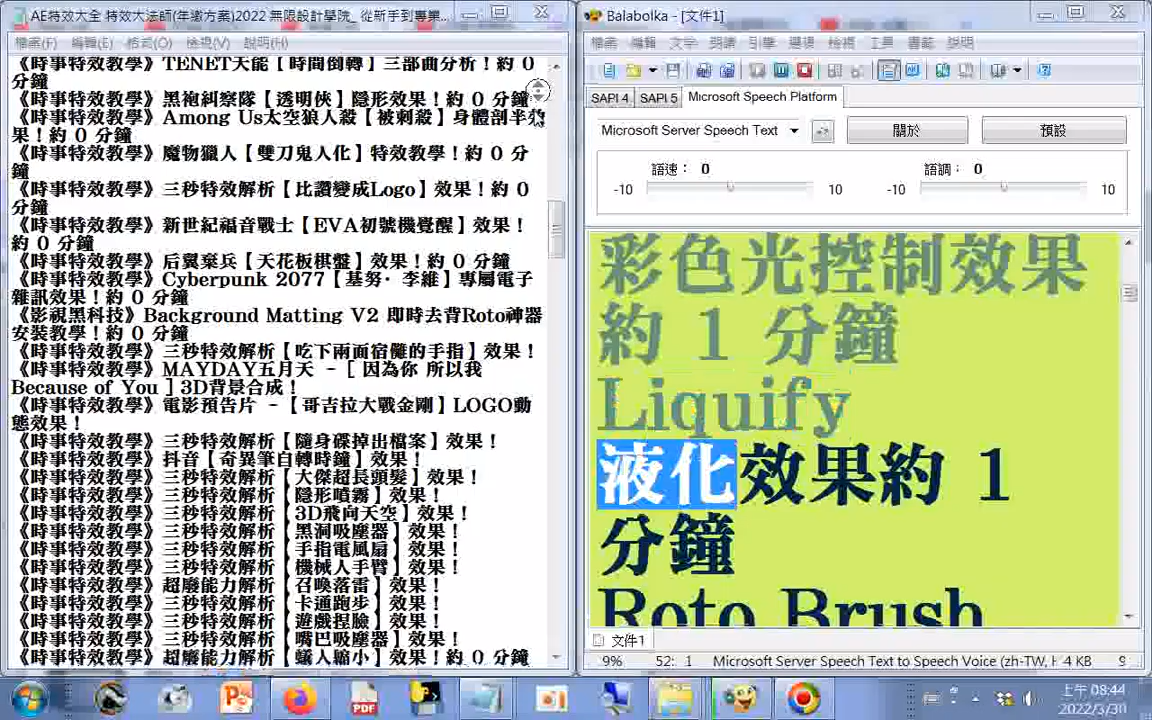 AE特效大全 特效大法師(年邀方案)2022 無限設計學院_ 從新手到專業...
檔案(F) 編輯(E) 格式(O) 檢視(V) 說明(H)
《時事特效教學》TENET天能【時間倒轉】三部曲分析！約 0
分鐘
《時事特效教學》黑袍糾察隊【透明俠】隱形效果！約 0 分鐘
《時事特效教學》Among Us太空狼人殺【被刺殺】身體剖半效
果！約 0 分鐘
《時事特效教學》魔物獵人【雙刀鬼人化】特效教學！約 0 分
鐘
《時事特效教學》三秒特效解析【比讚變成Logo】效果！約 0
分鐘
《時事特效教學》新世紀福音戰士【EVA初號機覺醒】效果！
約 0 分鐘
《時事特效教學》后翼棄兵【天花板棋盤】效果！約 0 分鐘
《時事特效教學》Cyberpunk 2077【基努· 李維】專屬電子
雜訊效果！約 0 分鐘
《影視黑科技》Background Matting V2 即時去背Roto神器
安裝教學！約 0 分鐘
《時事特效教學》三秒特效解析【吃下兩面宿儺的手指】效果！
《時事特效教學》MAYDAY五月天 - [ 因為你 所以我
Because of You ] 3D背景合成！
《時事特效教學》電影預告片 - 【哥吉拉大戰金剛】LOGO動
態效果！
《時事特效教學》三秒特效解析【隨身碟掉出檔案】效果！
《時事特效教學》抖音【奇異筆自轉時鐘】效果！
《時事特效教學》三秒特效解析【大傑超長頭髮】效果！
《時事特效教學》三秒特效解析【隱形噴霧】效果！
《時事特效教學》三秒特效解析【3D飛向天空】效果！
《時事特效教學》三秒特效解析【黑洞吸塵器】效果！
《時事特效教學》三秒特效解析【手指電風扇】效果！
《時事特效教學》三秒特效解析【機械人手臂】效果！
《時事特效教學》超廢能力解析【召喚落雷】效果！
《時事特效教學》三秒特效解析【卡通跑步】效果！
《時事特效教學》三秒特效解析【遊戲捏臉】效果！
《時事特效教學》三秒特效解析【嘴巴吸塵器】效果！
《時事特效教學》超廢能力解析【蟻人縮小】效果！約 0 分鐘
Balabolka - [文件1]
檔案 編輯 文字 朗讀 引擎 選項 檢視 工具 書籤 說明
SAPI 4 SAPI 5 Microsoft Speech Platform
Microsoft Server Speech Text 關於 預設
語速： 0 語調： 0
-10 10 -10 10
彩色光控制效果
約 1 分鐘
Liquify
液化效果約 1
分鐘
Roto Brush
文件1
9% 52: 1 Microsoft Server Speech Text to Speech Voice (zh-TW, H 4 KB 9
PDF
上午 08:44
2022/3/30